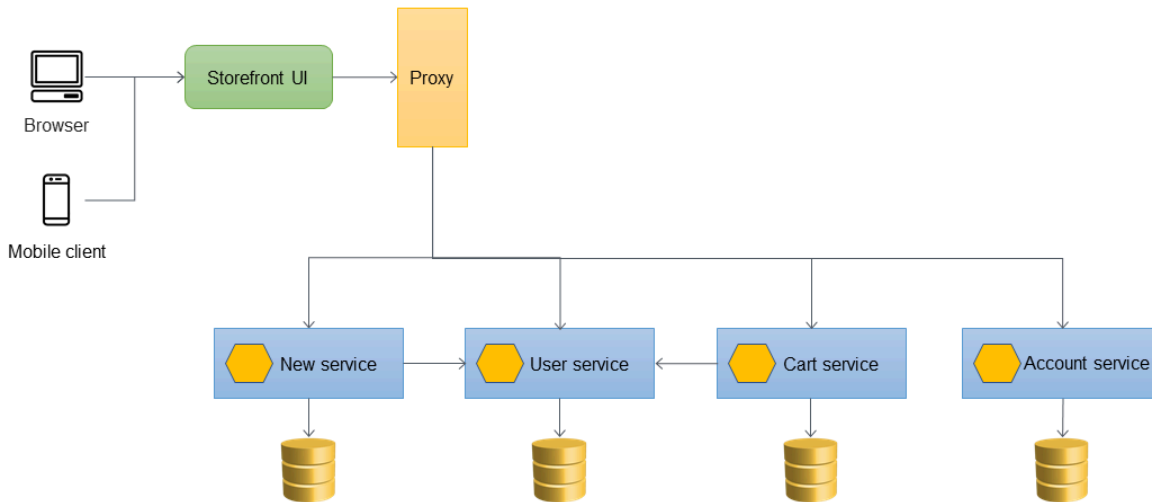 Storefront UI
Proxy
Browser
Mobile client
New service
User service
Cart service
Account service